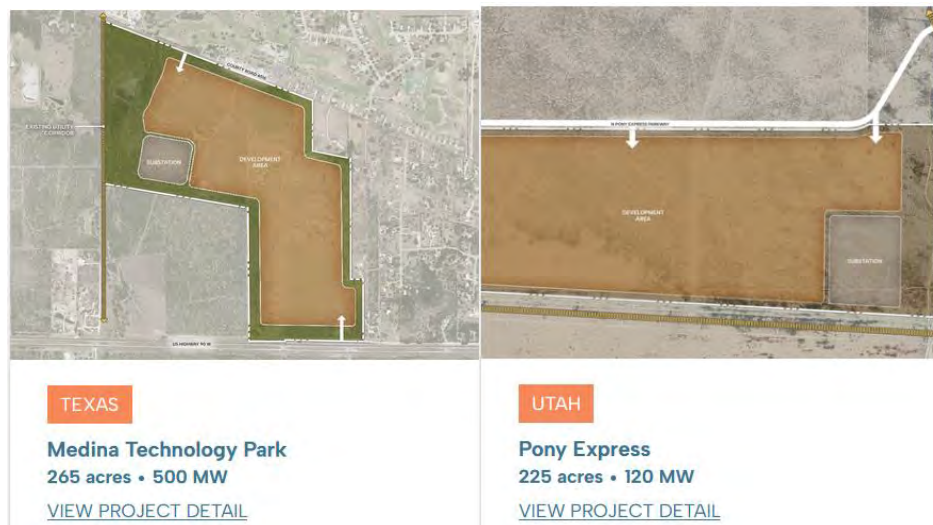 COUNTY ROAD 4516
EXISTING UTILITY
CORRIDOR
SUBSTATION
DEVELOPMENT
AREA
US HIGHWAY 90 W
TEXAS
Medina Technology Park
265 acres • 500 MW
VIEW PROJECT DETAIL
N PONY EXPRESS PARKWAY
DEVELOPMENT
AREA
SUBSTATION
UTAH
Pony Express
225 acres • 120 MW
VIEW PROJECT DETAIL